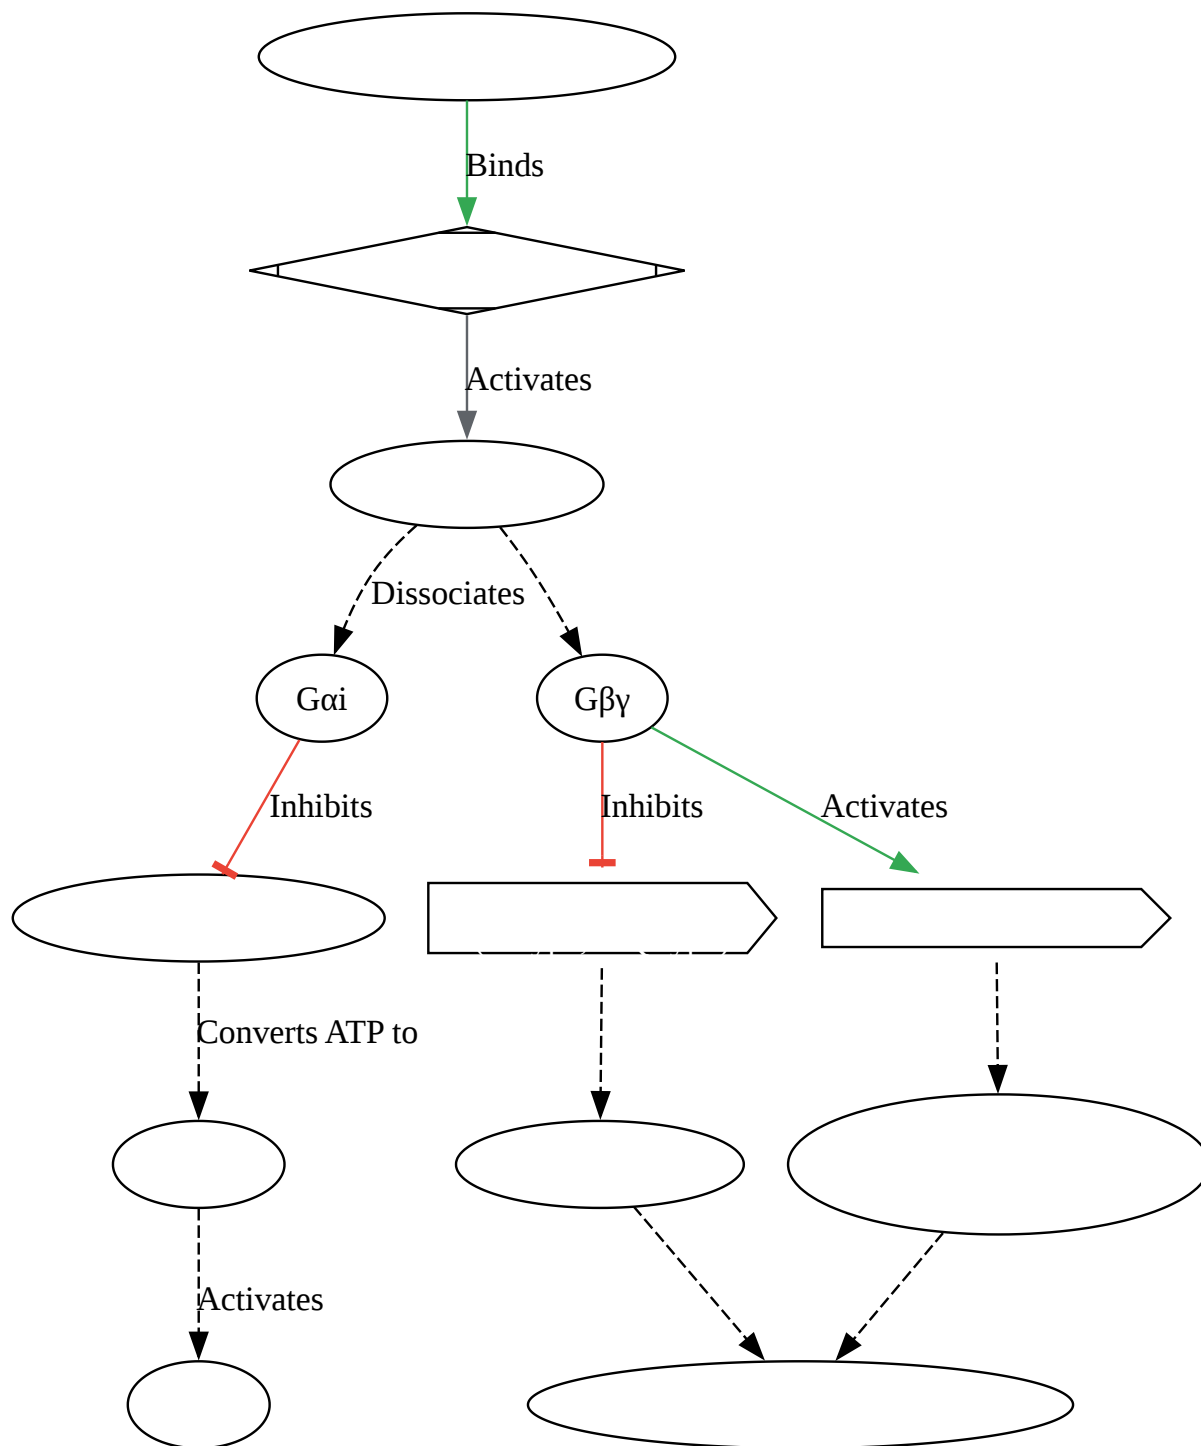 Binds
Activates
Dissociates
Gαi
Gβγ
Inhibits
Inhibits
Activates
Converts ATP to
Activates